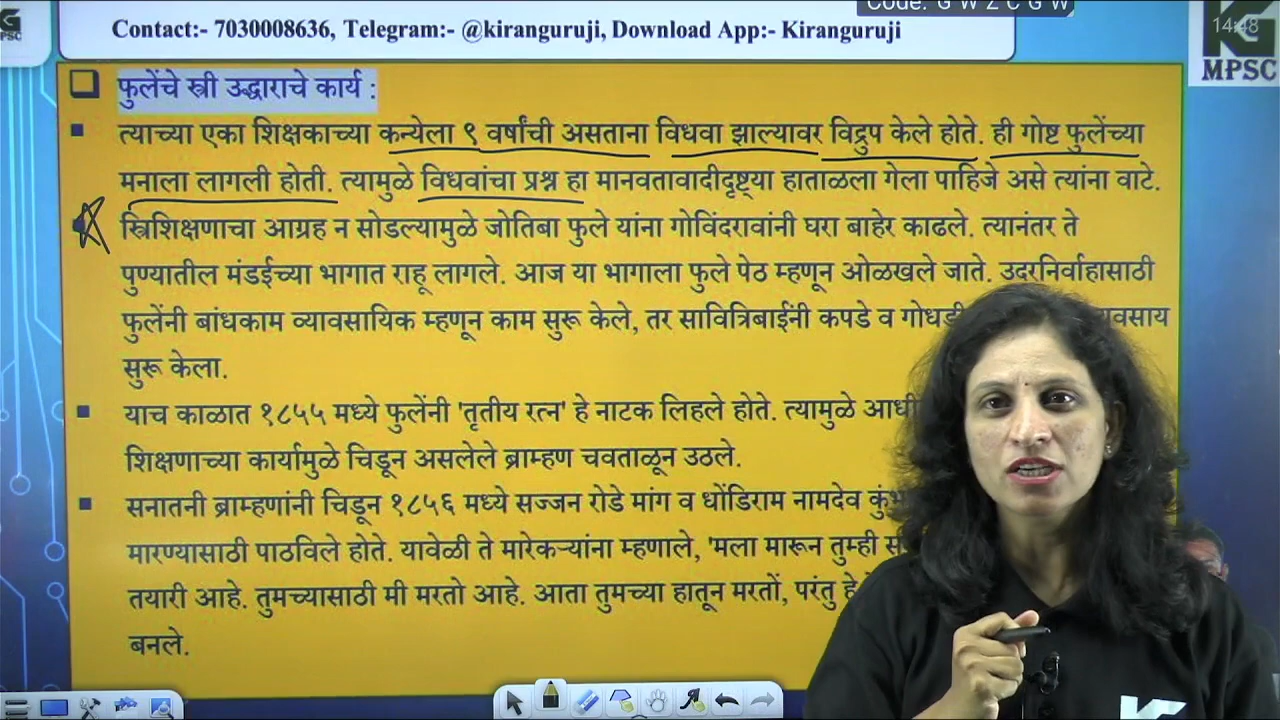 Code: G W Z C G W
Contact:- 7030008636, Telegram:- @kiranguruji, Download App:- Kiranguruji
14:48
MPSC
फुलेंचे स्त्री उद्धाराचे कार्य :
त्याच्या एका शिक्षकाच्या कन्येला ९ वर्षांची असताना विधवा झाल्यावर विद्रुप केले होते. ही गोष्ट फुलेंच्या
मनाला लागली होती. त्यामुळे विधवांचा प्रश्न हा मानवतावादीदृष्ट्या हाताळला गेला पाहिजे असे त्यांना वाटे.
स्त्रिशिक्षणाचा आग्रह न सोडल्यामुळे जोतिबा फुले यांना गोविंदरावांनी घरा बाहेर काढले. त्यानंतर ते
पुण्यातील मंडईच्या भागात राहू लागले. आज या भागाला फुले पेठ म्हणून ओळखले जाते. उदरनिर्वाहासाठी
फुलेंनी बांधकाम व्यावसायिक म्हणून काम सुरू केले, तर सावित्रिबाईंनी कपडे व
सुरू केला.
याच काळात १८५५ मध्ये फुलेंनी 'तृतीय रत्न' हे नाटक लिहले होते. त्यामुळे
शिक्षणाच्या कार्यामुळे चिडून असलेले ब्राम्हण चवताळून उठले.
सनातनी ब्राम्हणांनी चिडून १८५६ मध्ये सज्जन रोडे मांग व धोंडिराम नामदेव
मारण्यासाठी पाठविले होते. यावेळी ते मारेकऱ्यांना म्हणाले, 'मला मारून तुम्ही
तयारी आहे. तुमच्यासाठी मी मरतो आहे. आता तुमच्या हातून मरतों, परंतु हे
बनले.